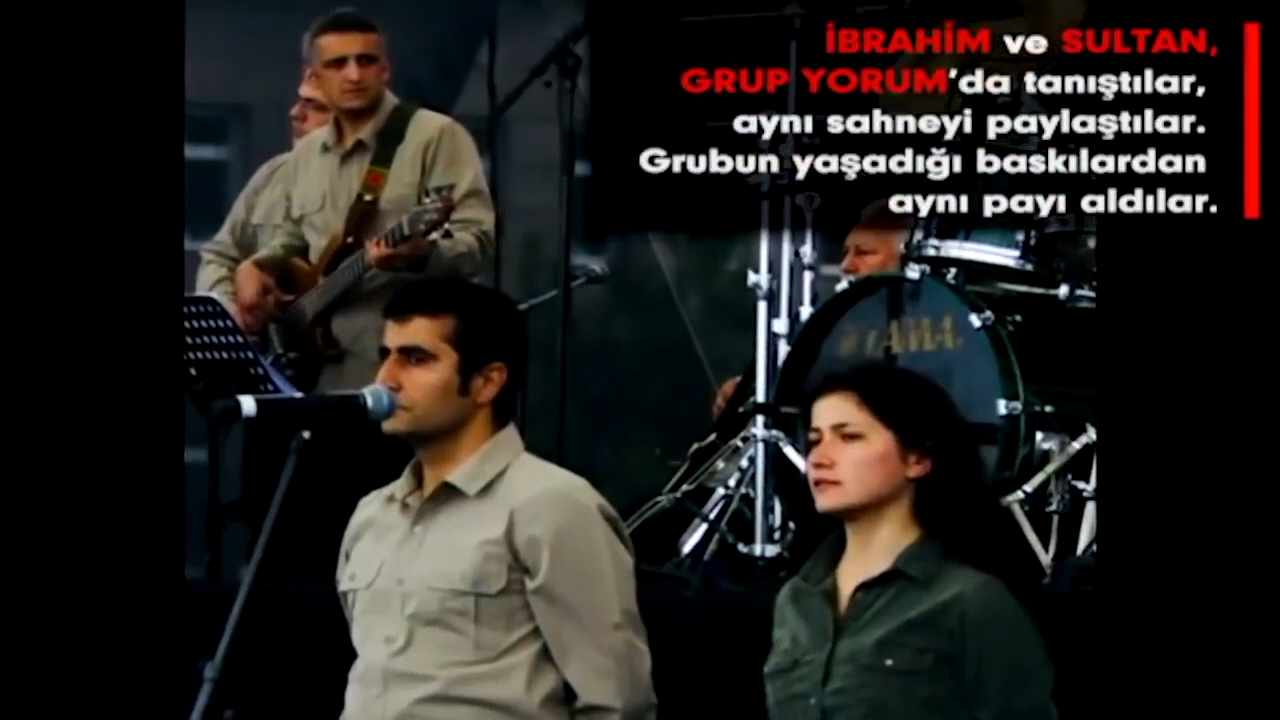 İBRAHİM ve SULTAN,
GRUP YORUM'da tanıştılar,
aynı sahneyi paylaştılar.
Grubun yaşadığı baskılardan
aynı payı aldılar.
TAMA